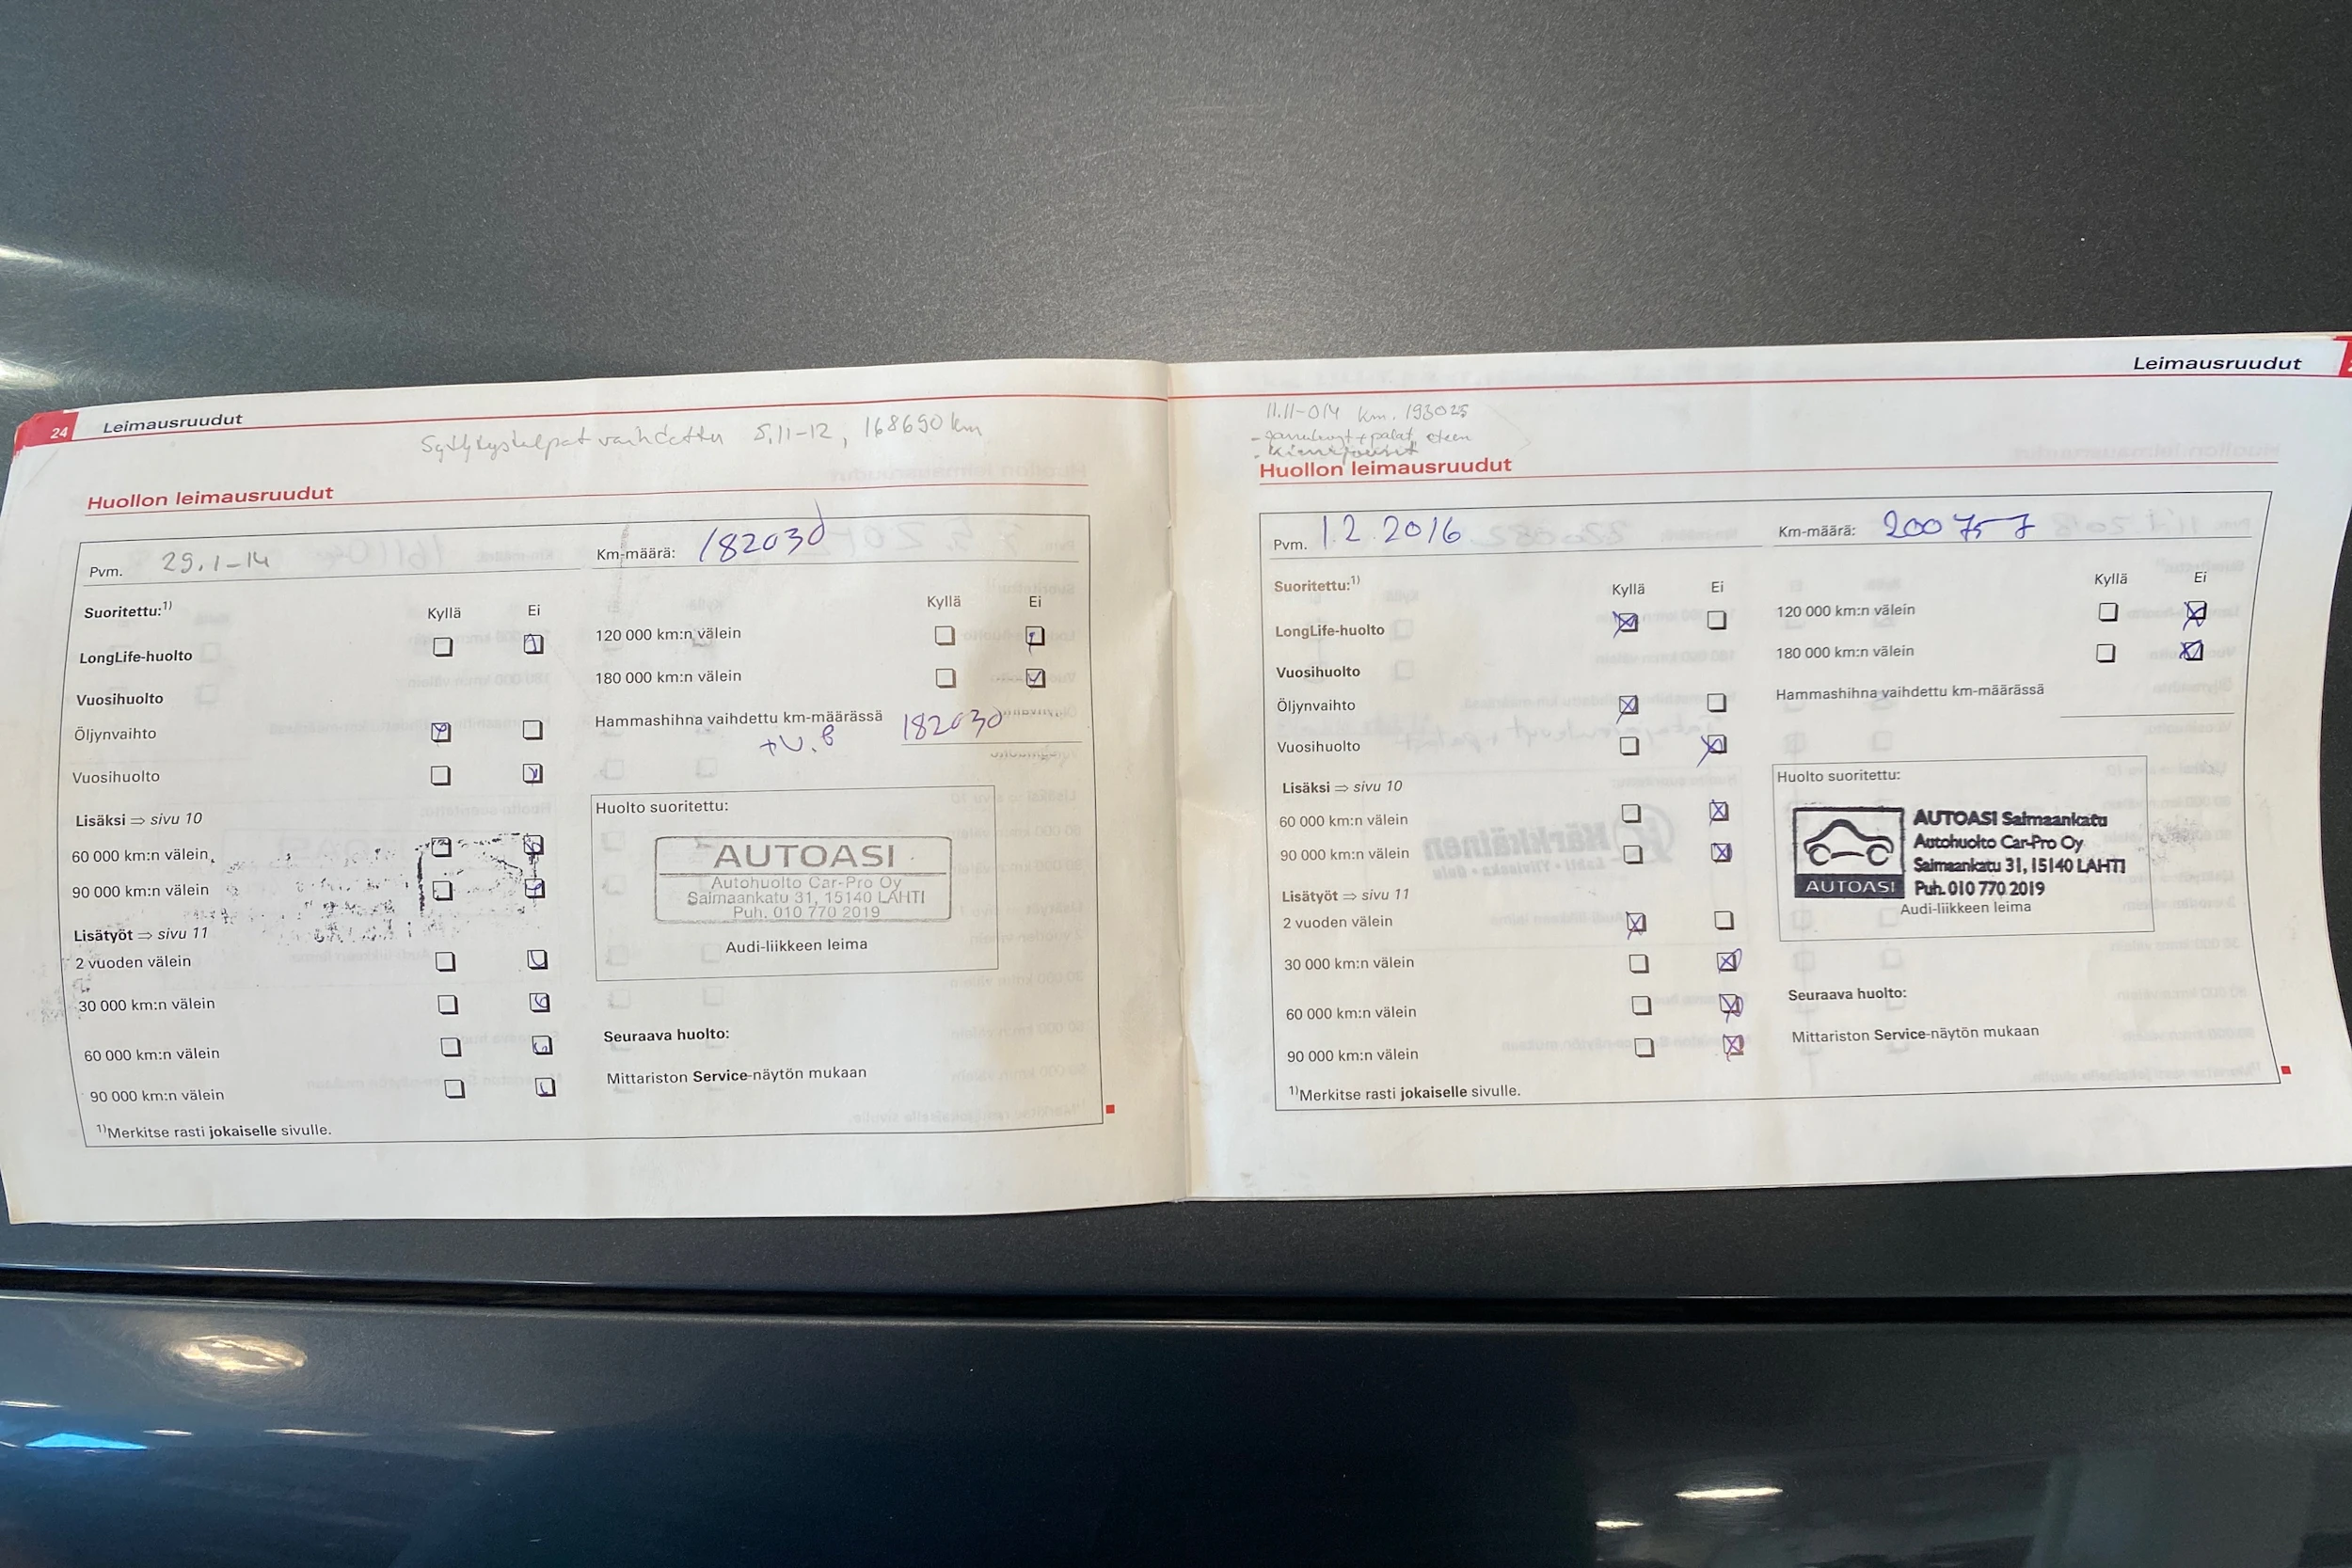 24 Leimausruudut
Sytytystulpat vaihdettu 5.11-12, 168690 km
Huollon leimausruudut
Pvm. 29.1-14
Km-määrä: 182030
Suoritettu:1)
Kyllä Ei
LongLife-huolto
Vuosihuolto
Öljynvaihto
Vuosihuolto
Lisäksi ⇒ sivu 10
60 000 km:n välein
90 000 km:n välein
Lisätyöt ⇒ sivu 11
2 vuoden välein
30 000 km:n välein
60 000 km:n välein
90 000 km:n välein
1)Merkitse rasti jokaiselle sivulle.
Kyllä Ei
120 000 km:n välein
180 000 km:n välein
Hammashihna vaihdettu km-määrässä 182030
Huolto suoritettu:
AUTOASI
Autohuolto Car-Pro Oy
Saimaankatu 31, 15140 LAHTI
Puh. 010 770 2019
Audi-liikkeen leima
Seuraava huolto:
Mittariston Service-näytön mukaan
Leimausruudut
11.11-014 km. 193025
- jarrulevyt + palat, eteen
- kierrejouset
Huollon leimausruudut
Pvm. 1.2.2016
Km-määrä: 200757
Suoritettu:1)
Kyllä Ei
LongLife-huolto
Vuosihuolto
Öljynvaihto
Vuosihuolto
Lisäksi ⇒ sivu 10
60 000 km:n välein
90 000 km:n välein
Lisätyöt ⇒ sivu 11
2 vuoden välein
30 000 km:n välein
60 000 km:n välein
90 000 km:n välein
1)Merkitse rasti jokaiselle sivulle.
Kyllä Ei
120 000 km:n välein
180 000 km:n välein
Hammashihna vaihdettu km-määrässä
Huolto suoritettu:
AUTOASI
AUTOASI Saimaankatu
Autohuolto Car-Pro Oy
Saimaankatu 31, 15140 LAHTI
Puh. 010 770 2019
Audi-liikkeen leima
Seuraava huolto:
Mittariston Service-näytön mukaan